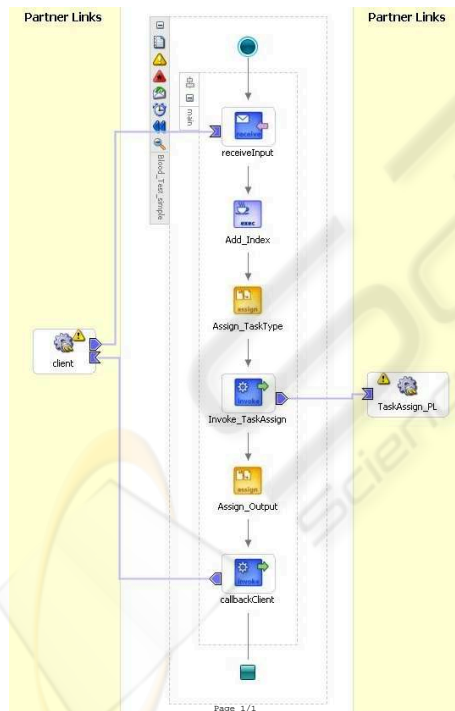 Partner Links
Partner Links
main
Blood_Test_simple
receive
receiveInput
exec
Add_Index
assign
Assign_TaskType
client
invoke
Invoke_TaskAssign
TaskAssign_PL
assign
Assign_Output
invoke
callbackClient
Page 1/1